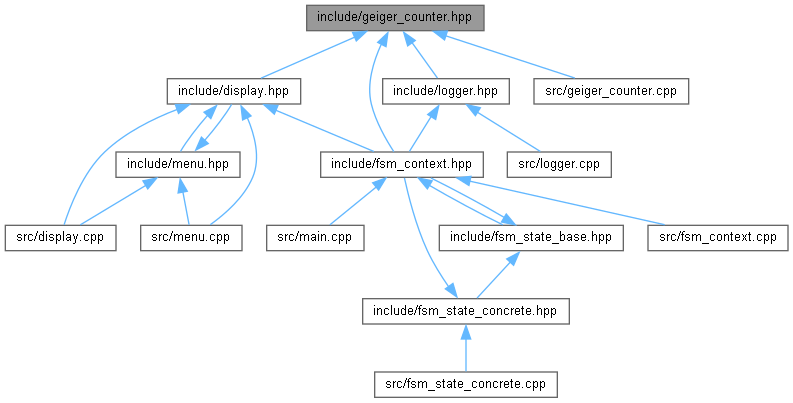 include/geiger_counter.hpp
include/display.hpp
include/logger.hpp
src/geiger_counter.cpp
include/menu.hpp
include/fsm_context.hpp
src/logger.cpp
src/display.cpp
src/menu.cpp
src/main.cpp
include/fsm_state_base.hpp
src/fsm_context.cpp
include/fsm_state_concrete.hpp
src/fsm_state_concrete.cpp